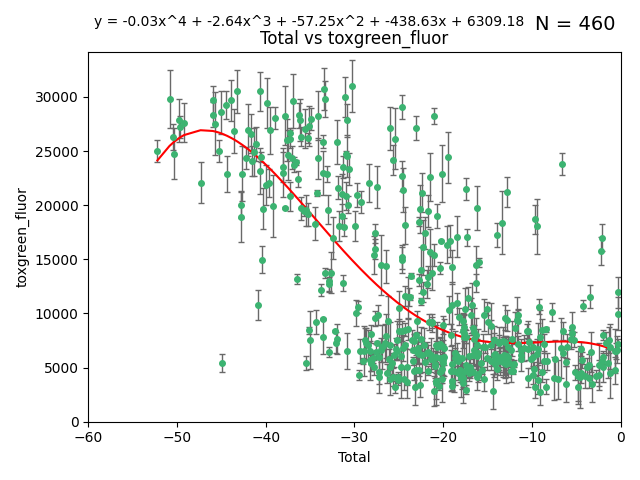 y = -0.03x^4 + -2.64x^3 + -57.25x^2 + -438.63x + 6309.18 N = 460
Total vs toxgreen_fluor
30000
25000
20000
15000
10000
5000
0
toxgreen_fluor
−60 −50 −40 −30 −20 −10 0
Total